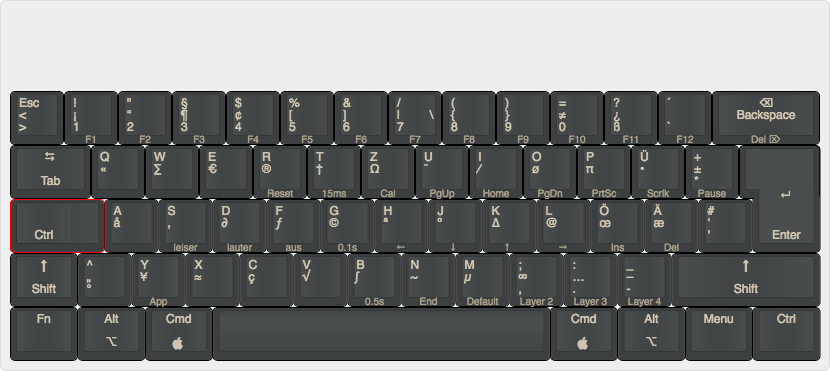 Esc ! " § $ % & / ( ) = ? ´ ⌫
< ¡ " ¶ ¢ [ ] | \ { } ≠ ¿ Backspace
> 1 2 3 4 5 6 7 8 9 0 ß `
F1 F2 F3 F4 F5 F6 F7 F8 F9 F10 F11 F12 Del ⌦
⇆ Q W E R T Z U I O P Ü +
« ∑ € ® † Ω ¨ ⁄ ø π • ±
Tab *
Reset 15ms Cal PgUp Home PgDn PrtSc Scrlk Pause
↵
A S D F G H J K L Ö Ä #
å ‚ ∂ ƒ © ª º ∆ @ œ æ ‘
Ctrl ' Enter
leiser lauter aus 0.1s ← ↓ ↑ → Ins Del
↑ ^ Y X C V B N M ; : _ ↑
„ ¥ ≈ ç √ ∫ ~ µ ∞ … –
Shift ° , . - Shift
App 0.5s End Default Layer 2 Layer 3 Layer 4
Fn Alt Cmd Cmd Alt Menu Ctrl
⌥ ⌥